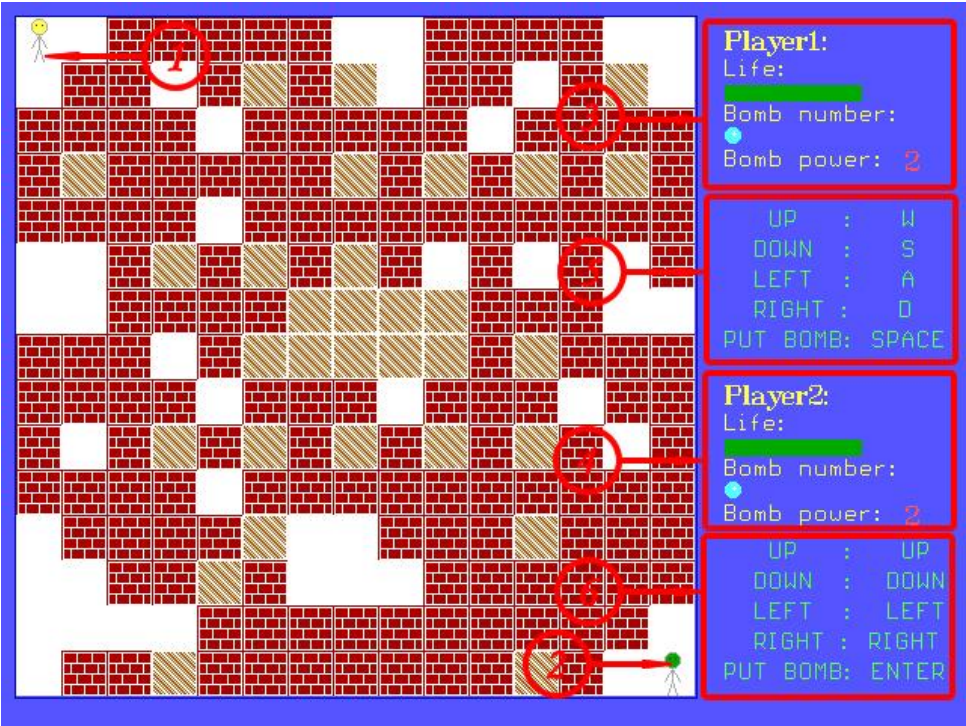 1
3
Player1:
Life:
Bomb number:
Bomb power: 2
5
UP : W
DOWN : S
LEFT : A
RIGHT : D
PUT BOMB: SPACE
4
Player2:
Life:
Bomb number:
Bomb power: 2
6
UP : UP
DOWN : DOWN
LEFT : LEFT
RIGHT : RIGHT
PUT BOMB: ENTER
2